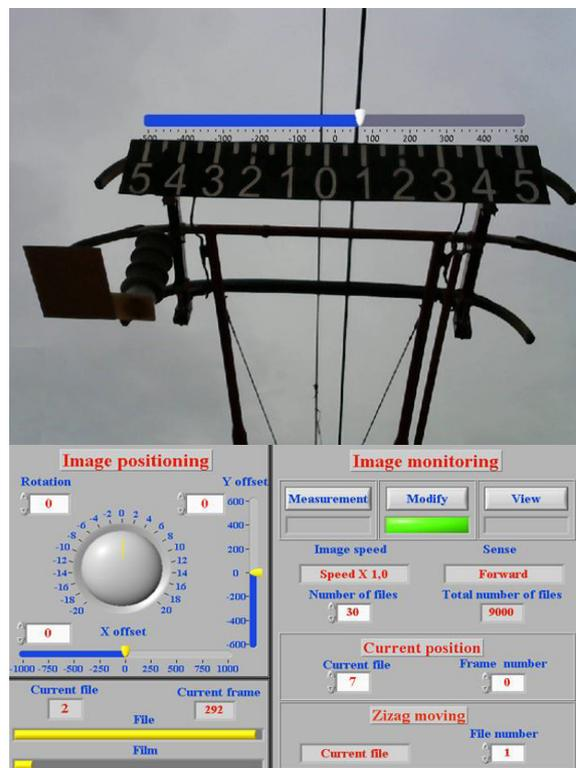 -500 -400 -300 -200 -100 0 100 200 300 400 500
5 4 3 2 1 0 1 2 3 4 5
Image positioning
Rotation
0
Y offset
0
600
400
200
0
-200
-400
-600
-20 -18 -16 -14 -12 -10 -8 -6 -4 -2 0 2 4 6 8 10 12 14 16 18 20
0
X offset
-1000 -750 -500 -250 0 250 500 750 1000
Current file
2
Current frame
292
File
Film
Image monitoring
Measurement Modify View
Image speed Sense
Speed X 1,0 Forward
Number of files Total number of files
30 9000
Current position
Current file Frame number
7 0
Zizag moving
File number
Current file 1